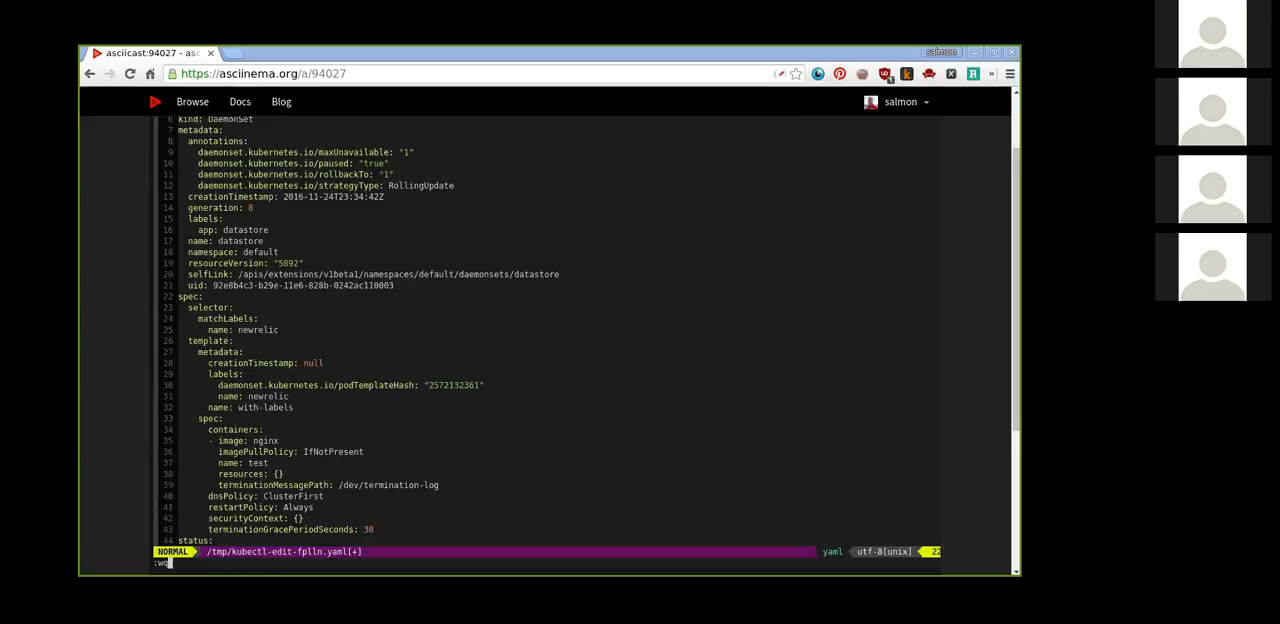 asciicast:94027 - asc
salmon
https://asciinema.org/a/94027
Browse Docs Blog
salmon
6 kind: DaemonSet
7 metadata:
8 annotations:
9 daemonset.kubernetes.io/maxUnavailable: "1"
10 daemonset.kubernetes.io/paused: "true"
11 daemonset.kubernetes.io/rollbackTo: "1"
12 daemonset.kubernetes.io/strategyType: RollingUpdate
13 creationTimestamp: 2016-11-24T23:34:42Z
14 generation: 8
15 labels:
16 app: datastore
17 name: datastore
18 namespace: default
19 resourceVersion: "5892"
20 selfLink: /apis/extensions/v1beta1/namespaces/default/daemonsets/datastore
21 uid: 92e8b4c3-b29e-11e6-828b-0242ac110003
22 spec:
23 selector:
24 matchLabels:
25 name: newrelic
26 template:
27 metadata:
28 creationTimestamp: null
29 labels:
30 daemonset.kubernetes.io/podTemplateHash: "2572132361"
31 name: newrelic
32 name: with-labels
33 spec:
34 containers:
35 - image: nginx
36 imagePullPolicy: IfNotPresent
37 name: test
38 resources: {}
39 terminationMessagePath: /dev/termination-log
40 dnsPolicy: ClusterFirst
41 restartPolicy: Always
42 securityContext: {}
43 terminationGracePeriodSeconds: 30
44 status:
NORMAL /tmp/kubectl-edit-fplln.yaml[+] yaml utf-8[unix] 22
:wq